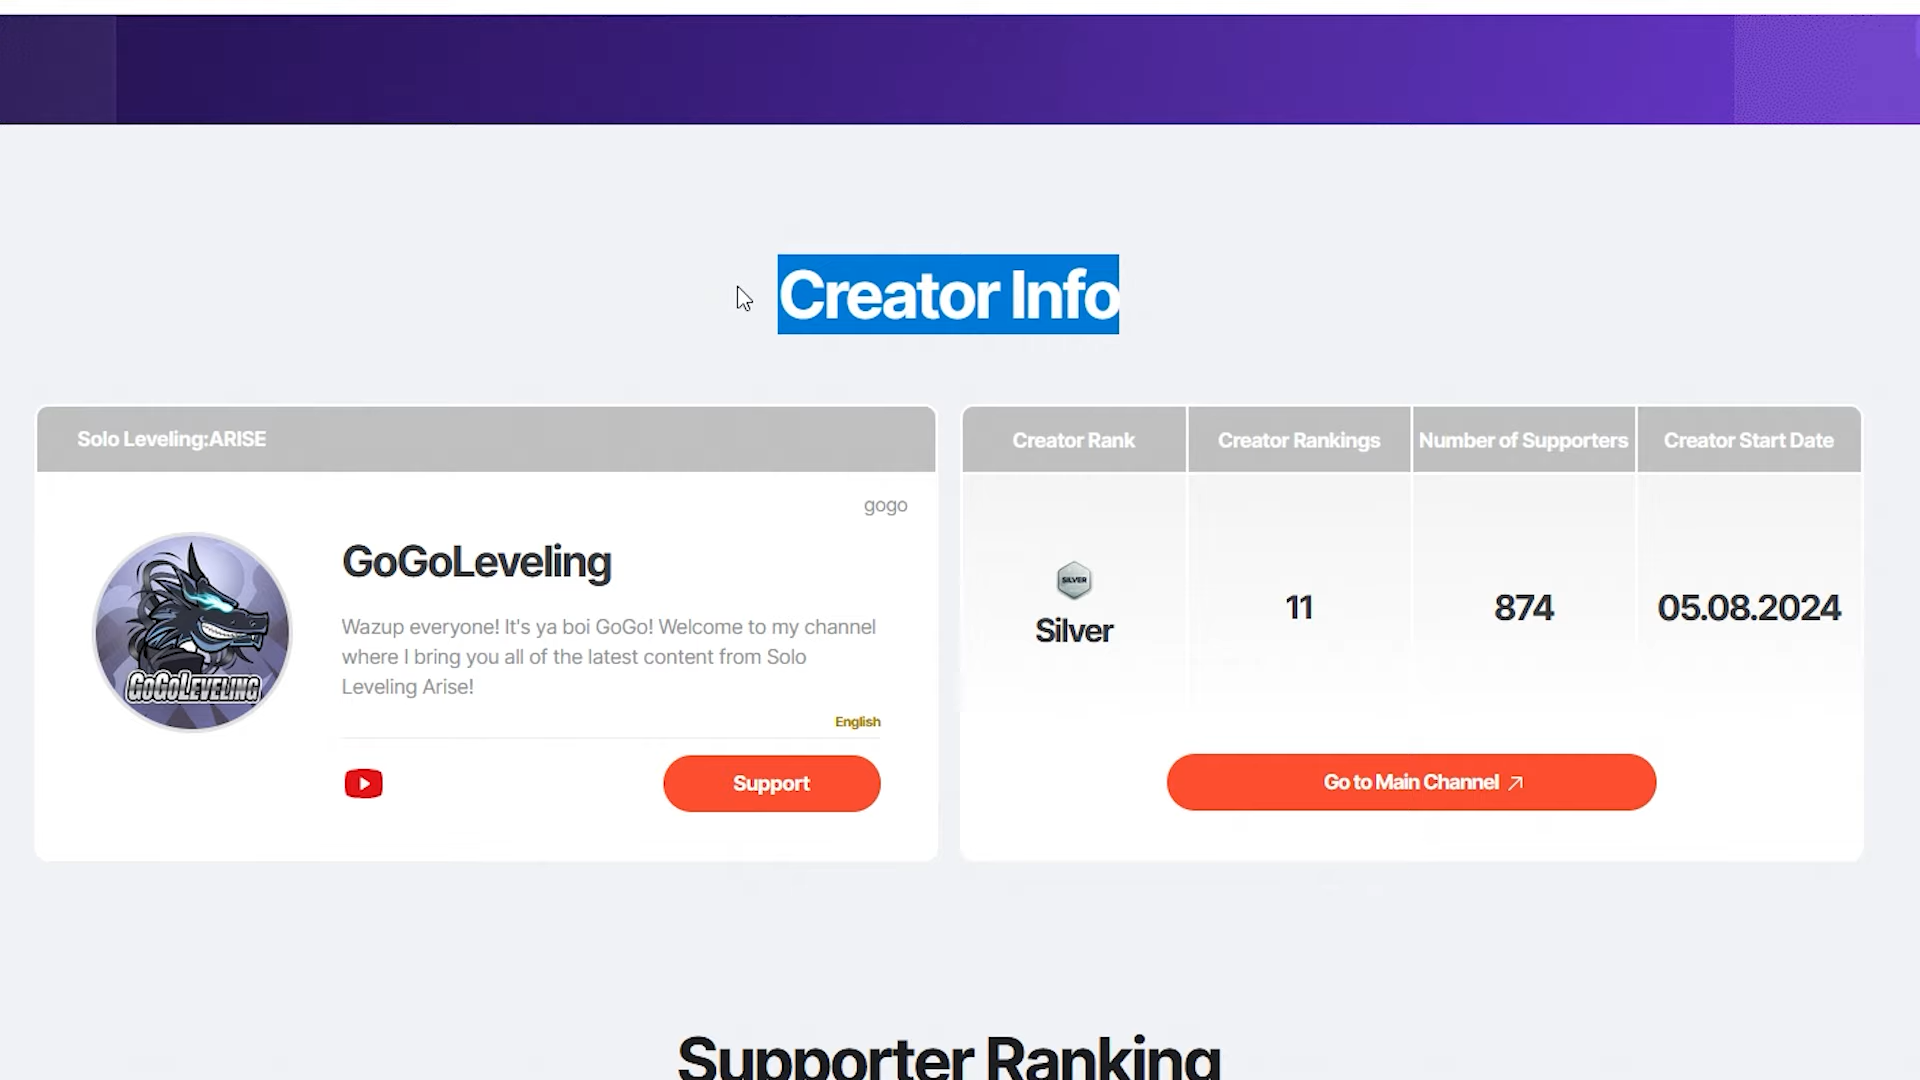 Creator Info
Solo Leveling:ARISE
gogo
GoGoLeveling
Wazup everyone! It's ya boi GoGo! Welcome to my channel
where I bring you all of the latest content from Solo
Leveling Arise!
English
Support
GoGoLeveling
Creator Rank
Creator Rankings
Number of Supporters
Creator Start Date
SILVER
Silver
11
874
05.08.2024
Go to Main Channel
Supporter Ranking